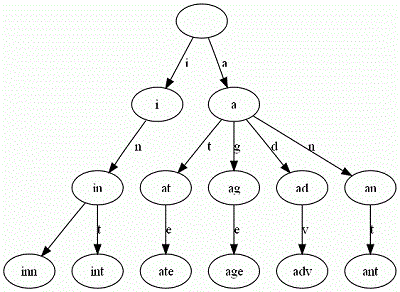 i a
i a
n t g d n
in at ag ad an
t e e v t
inn int ate age adv ant